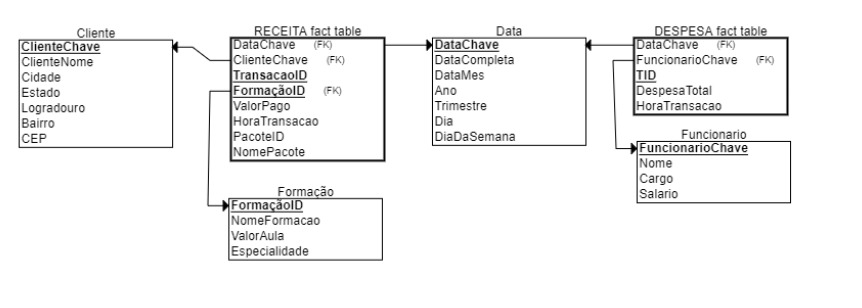 Cliente
ClienteChave
ClienteNome
Cidade
Estado
Logradouro
Bairro
CEP
RECEITA fact table
DataChave (FK)
ClienteChave (FK)
TransacaoID
FormaçãoID (FK)
ValorPago
HoraTransacao
PacoteID
NomePacote
Data
DataChave
DataCompleta
DataMes
Ano
Trimestre
Dia
DiaDaSemana
DESPESA fact table
DataChave (FK)
FuncionarioChave (FK)
TID
DespesaTotal
HoraTransacao
Funcionario
FuncionarioChave
Nome
Cargo
Salario
Formação
FormaçãoID
NomeFormacao
ValorAula
Especialidade